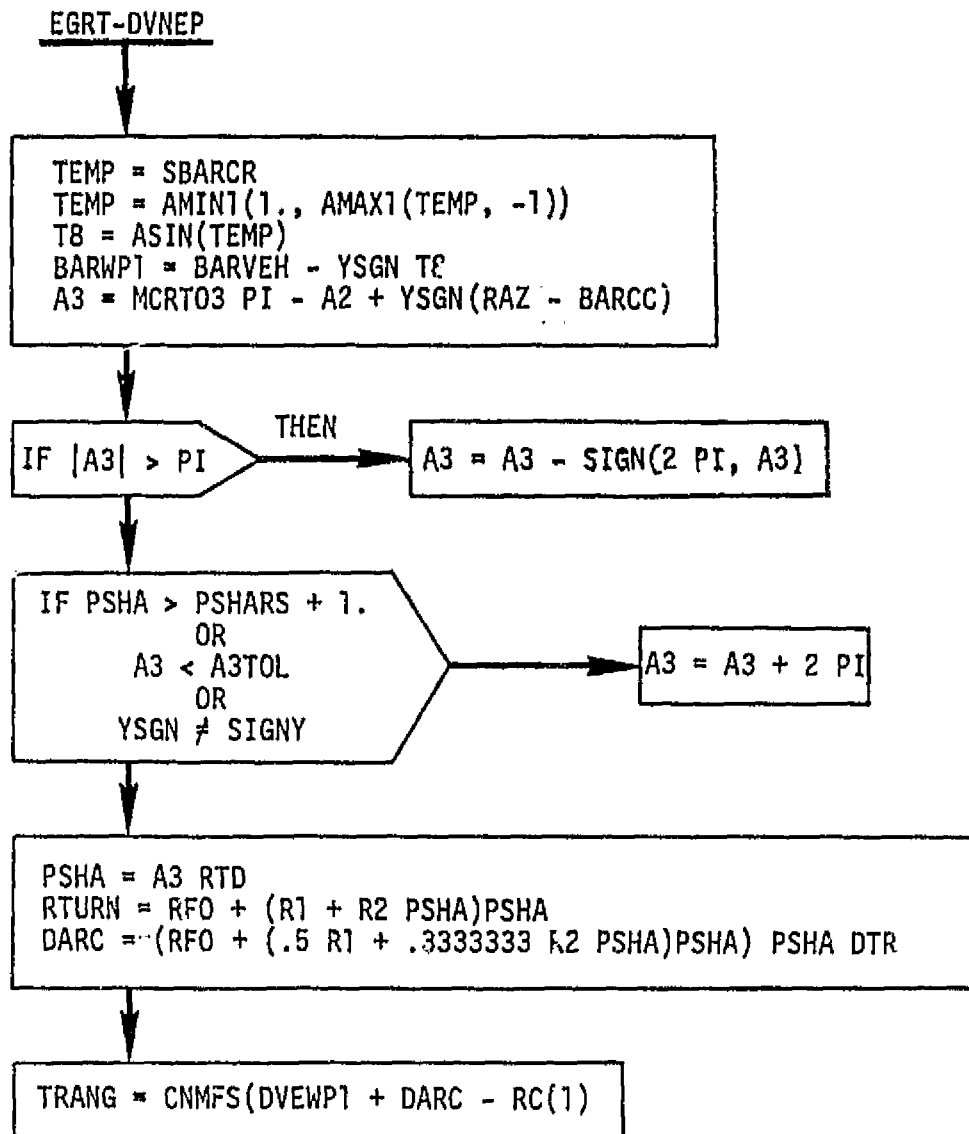 EGRT-DVNEP
TEMP = SBARCR
TEMP = AMIN1(1., AMAX1(TEMP, -1))
T8 = ASIN(TEMP)
BARWP1 = BARVEH - YSGN T8
A3 = MCRT03 PI - A2 + YSGN(RAZ - BARCC)
IF |A3| > PI
THEN
A3 = A3 - SIGN(2 PI, A3)
IF PSHA > PSHARS + 1.
OR
A3 < A3TOL
OR
YSGN ≠ SIGNY
A3 = A3 + 2 PI
PSHA = A3 RTD
RTURN = RF0 + (R1 + R2 PSHA)PSHA
DARC = (RF0 + (.5 R1 + .3333333 R2 PSHA)PSHA) PSHA DTR
TRANG = CNMFS(DVEWP1 + DARC - RC(1)